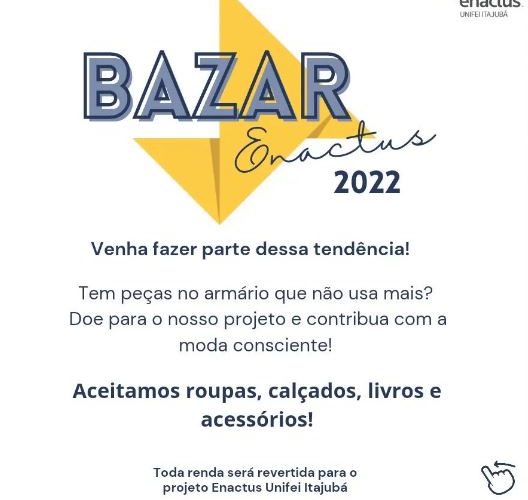 enactus.
UNIFEI ITAJUBÁ
BAZAR
Enactus
2022
Venha fazer parte dessa tendência!
Tem peças no armário que não usa mais?
Doe para o nosso projeto e contribua com a
moda consciente!
Aceitamos roupas, calçados, livros e
acessórios!
Toda renda será revertida para o
projeto Enactus Unifei Itajubá